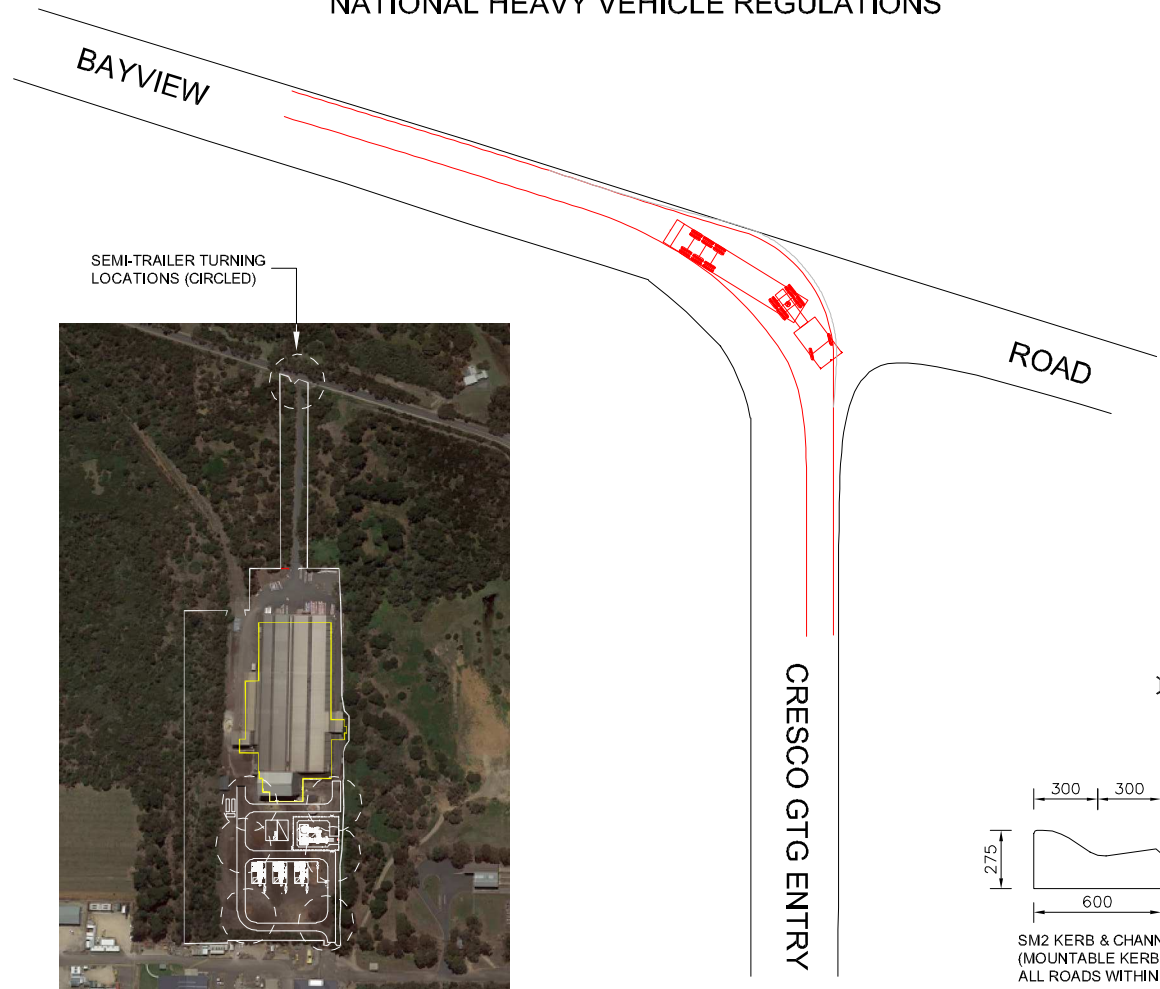 NATIONAL HEAVY VEHICLE REGULATIONS
BAYVIEW
ROAD
SEMI-TRAILER TURNING
LOCATIONS (CIRCLED)
CRESCO GTG ENTRY
300 300
275
600
SM2 KERB & CHANN
(MOUNTABLE KERB
ALL ROADS WITHIN